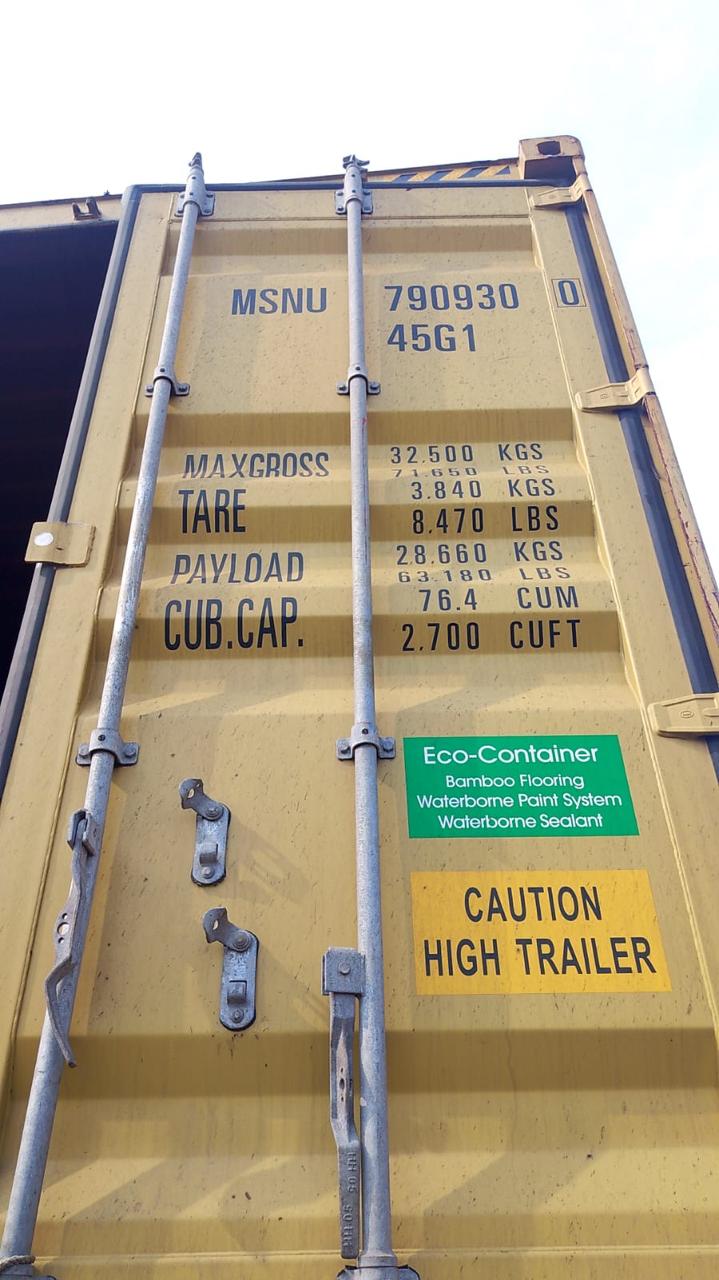 MSNU 790930 0
45G1
MAXGROSS 32.500 KGS
71.650 LBS
TARE 3.840 KGS
8.470 LBS
PAYLOAD 28.660 KGS
63.180 LBS
CUB.CAP. 76.4 CUM
2.700 CUFT
Eco-Container
Bamboo Flooring
Waterborne Paint System
Waterborne Sealant
CAUTION
HIGH TRAILER